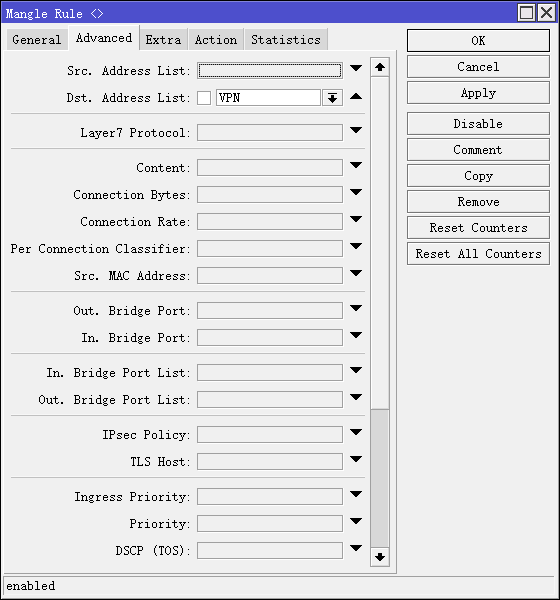 Mangle Rule <>
General Advanced Extra Action Statistics
Src. Address List:
Dst. Address List: VPN
Layer7 Protocol:
Content:
Connection Bytes:
Connection Rate:
Per Connection Classifier:
Src. MAC Address:
Out. Bridge Port:
In. Bridge Port:
In. Bridge Port List:
Out. Bridge Port List:
IPsec Policy:
TLS Host:
Ingress Priority:
Priority:
DSCP (TOS):
OK
Cancel
Apply
Disable
Comment
Copy
Remove
Reset Counters
Reset All Counters
enabled